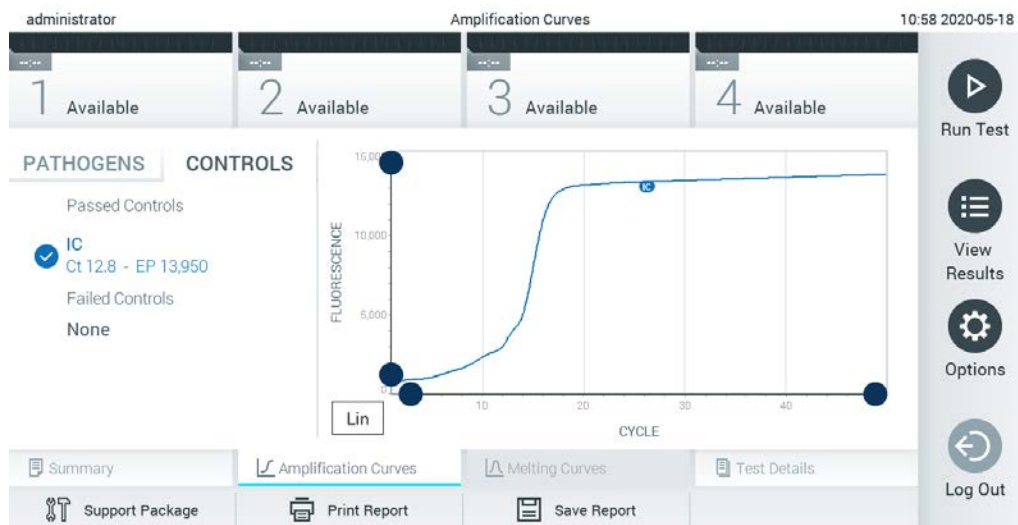 administrator
Amplification Curves
10:58 2020-05-18
--:--
1 Available
--:--
2 Available
--:--
3 Available
--:--
4 Available
Run Test
PATHOGENS
CONTROLS
Passed Controls
IC
Ct 12.8 - EP 13,950
Failed Controls
None
FLUORESCENCE
15,00
10,000
5,000
0
IC
10
20
30
40
CYCLE
Lin
View
Results
Options
Log Out
Summary
Amplification Curves
Melting Curves
Test Details
Support Package
Print Report
Save Report